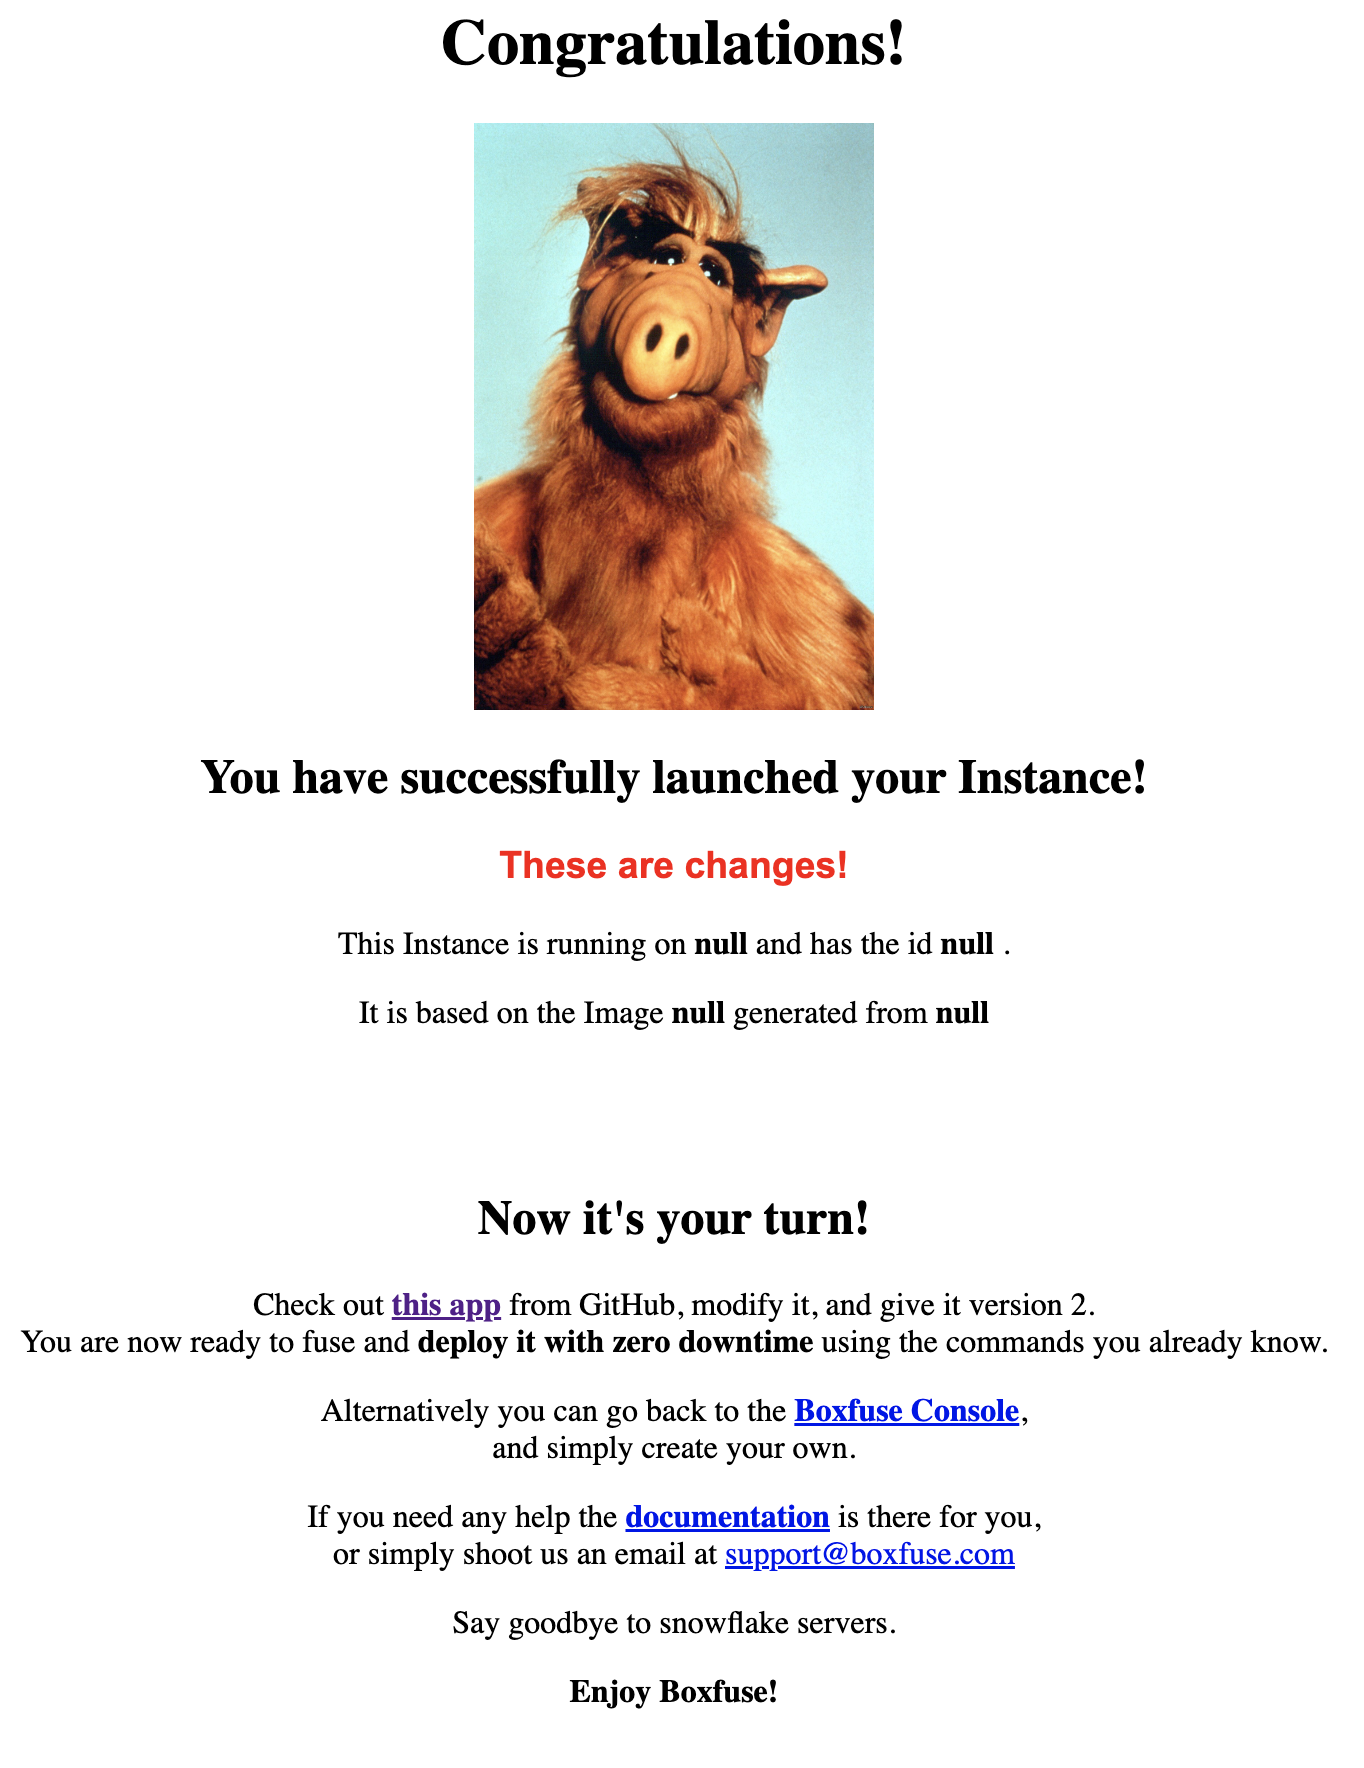 Congratulations!
You have successfully launched your Instance!
These are changes!
This Instance is running on null and has the id null .
It is based on the Image null generated from null
Now it's your turn!
Check out this app from GitHub, modify it, and give it version 2.
You are now ready to fuse and deploy it with zero downtime using the commands you already know.
Alternatively you can go back to the Boxfuse Console,
and simply create your own.
If you need any help the documentation is there for you,
or simply shoot us an email at support@boxfuse.com
Say goodbye to snowflake servers.
Enjoy Boxfuse!